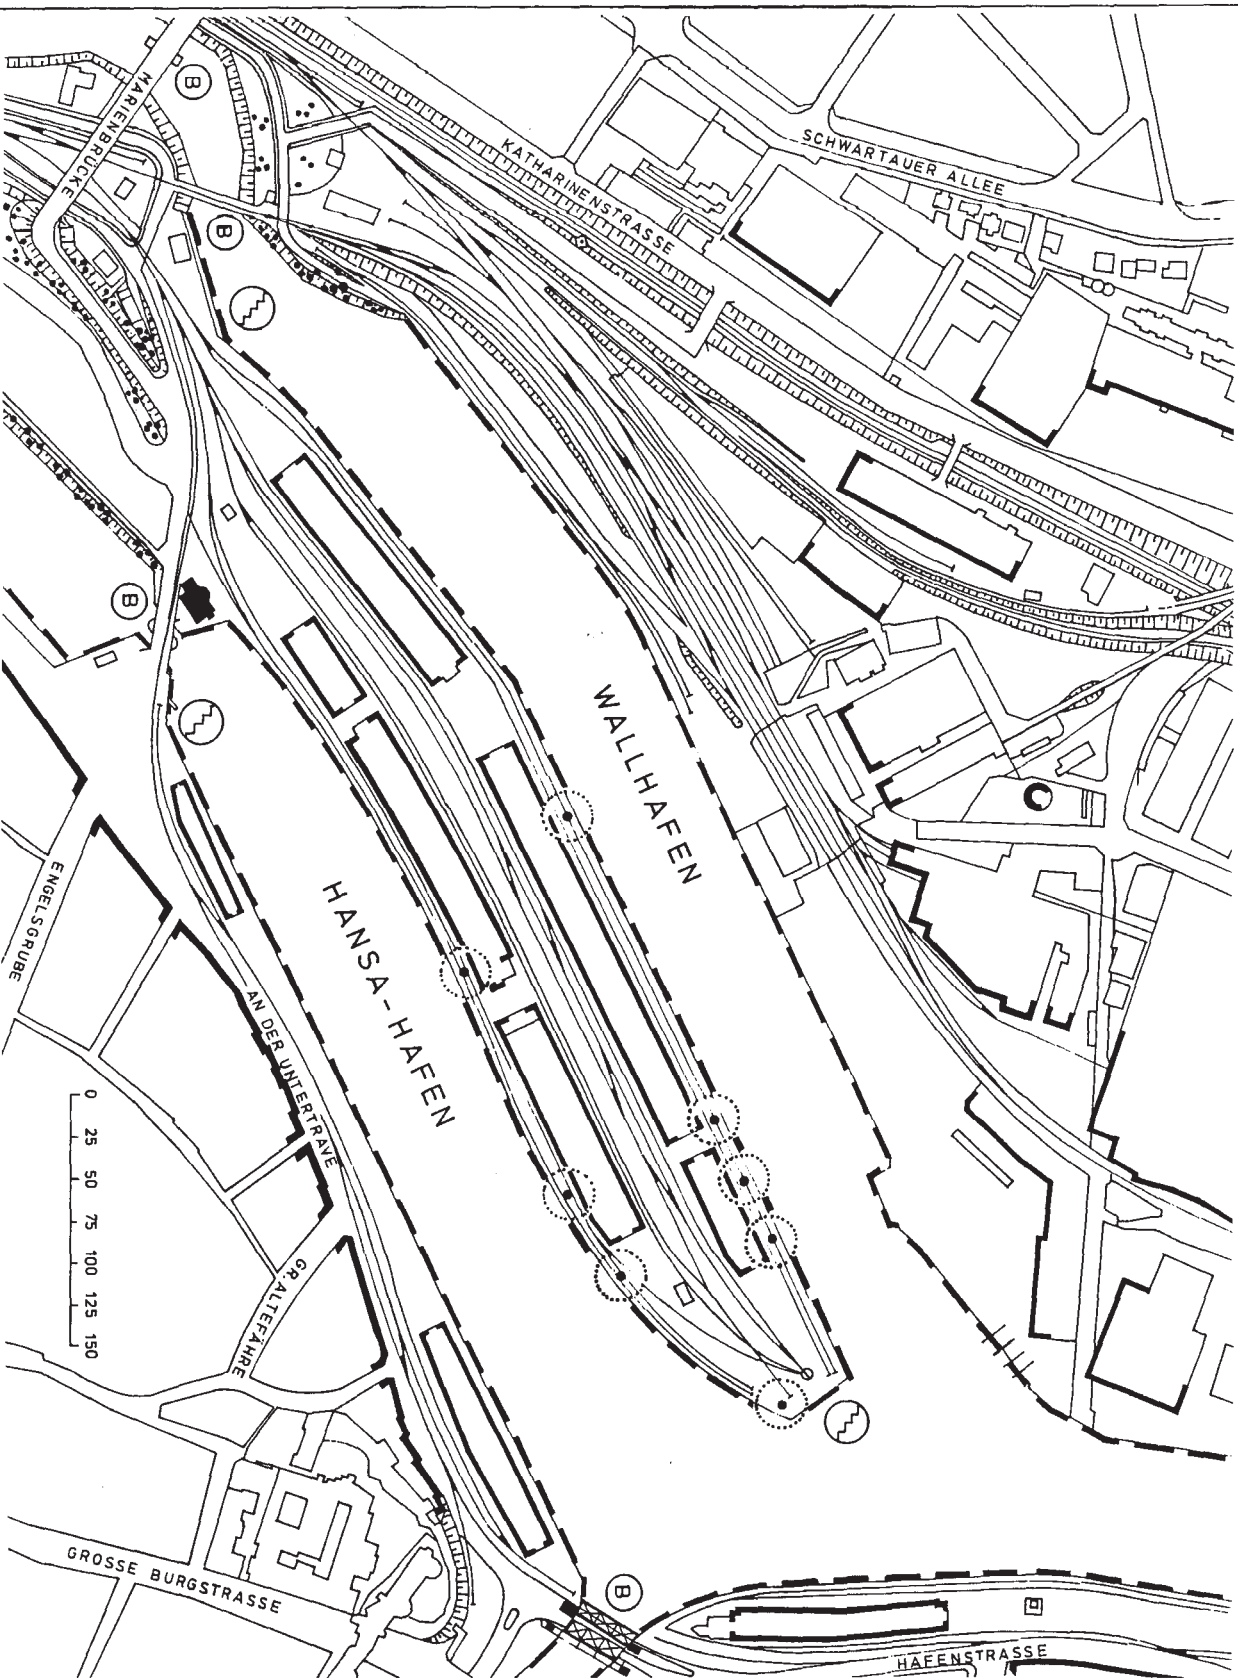 MARIENBRÜCKE
B
KATHARINENSTRASSE
SCHWARTAUER ALLEE
B
B
WALLHAFEN
HANSA-HAFEN
ENGELSGRUBE
AN DER UNTERTRAVE
0 25 50 75 100 125 150
GR. ALTEFÄHRE
GROSSE BURGSTRASSE
B
HAFENSTRASSE